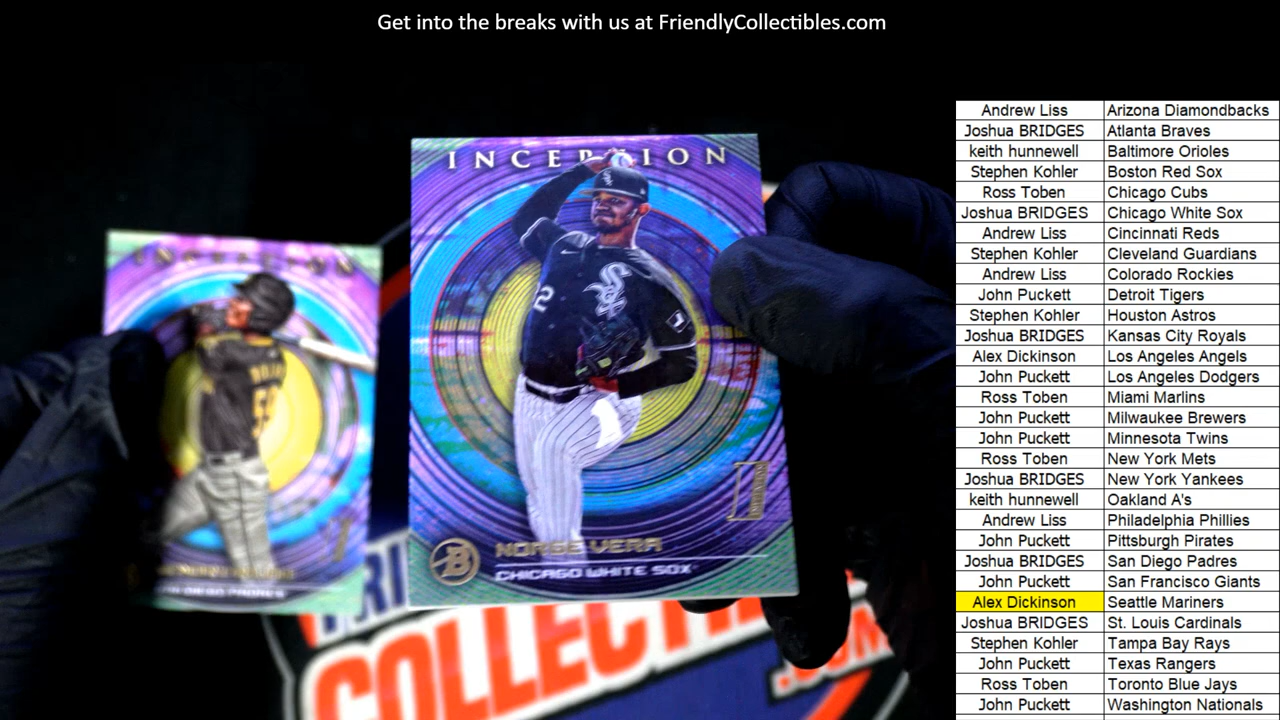 Get into the breaks with us at FriendlyCollectibles.com
INCEPTION
2
NORGE VERA
CHICAGO WHITE SOX
COLLECTI
.COM
Andrew Liss Arizona Diamondbacks
Joshua BRIDGES Atlanta Braves
keith hunnewell Baltimore Orioles
Stephen Kohler Boston Red Sox
Ross Toben Chicago Cubs
Joshua BRIDGES Chicago White Sox
Andrew Liss Cincinnati Reds
Stephen Kohler Cleveland Guardians
Andrew Liss Colorado Rockies
John Puckett Detroit Tigers
Stephen Kohler Houston Astros
Joshua BRIDGES Kansas City Royals
Alex Dickinson Los Angeles Angels
John Puckett Los Angeles Dodgers
Ross Toben Miami Marlins
John Puckett Milwaukee Brewers
John Puckett Minnesota Twins
Ross Toben New York Mets
Joshua BRIDGES New York Yankees
keith hunnewell Oakland A's
Andrew Liss Philadelphia Phillies
John Puckett Pittsburgh Pirates
Joshua BRIDGES San Diego Padres
John Puckett San Francisco Giants
Alex Dickinson Seattle Mariners
Joshua BRIDGES St. Louis Cardinals
Stephen Kohler Tampa Bay Rays
John Puckett Texas Rangers
Ross Toben Toronto Blue Jays
John Puckett Washington Nationals